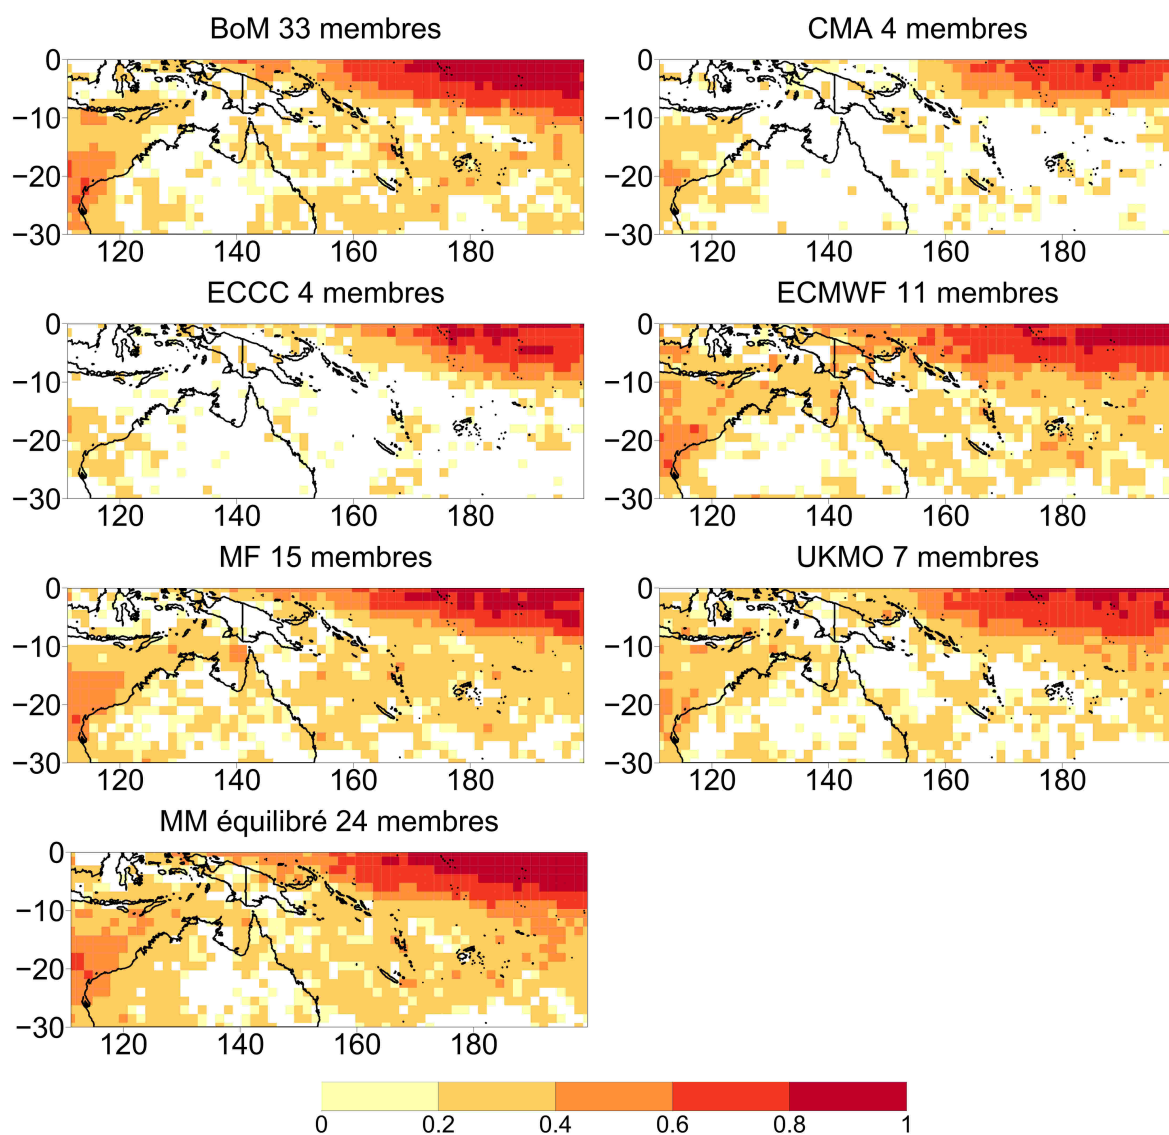 BoM 33 membres
CMA 4 membres
0
−10
−20
−30
120 140 160 180
0
−10
−20
−30
120 140 160 180
ECCC 4 membres
ECMWF 11 membres
0
−10
−20
−30
120 140 160 180
0
−10
−20
−30
120 140 160 180
MF 15 membres
UKMO 7 membres
0
−10
−20
−30
120 140 160 180
0
−10
−20
−30
120 140 160 180
MM équilibré 24 membres
0
−10
−20
−30
120 140 160 180
0 0.2 0.4 0.6 0.8 1